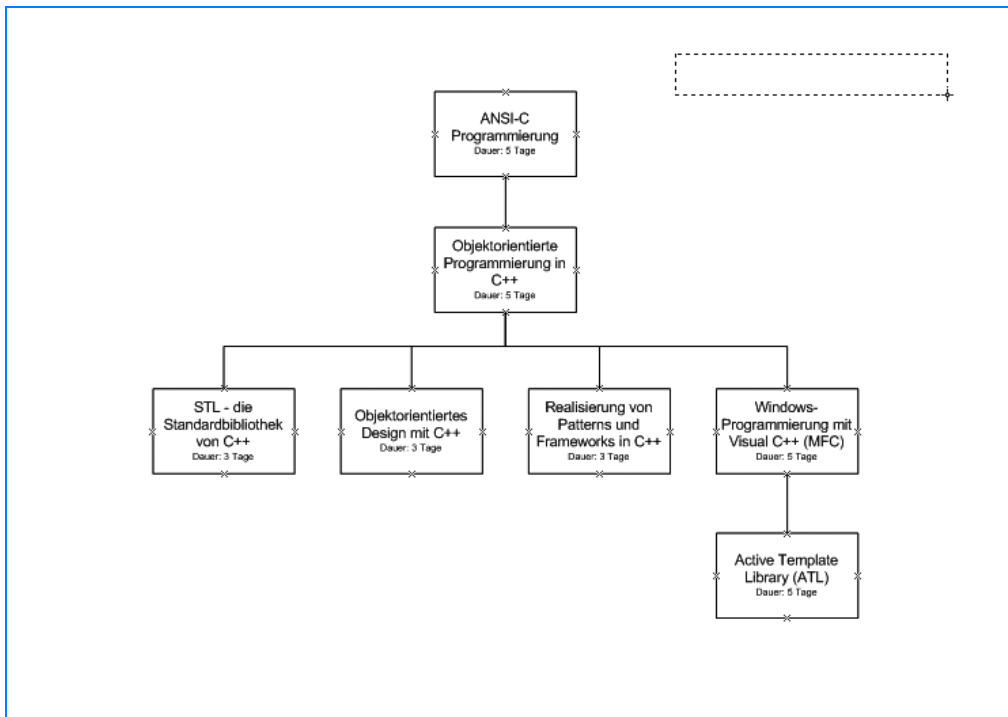 ANSI-C
Programmierung
Dauer: 5 Tage
Objektorientierte
Programmierung in
C++
Dauer: 5 Tage
STL - die
Standardbibliothek
von C++
Dauer: 3 Tage
Objektorientiertes
Design mit C++
Dauer: 3 Tage
Realisierung von
Patterns und
Frameworks in C++
Dauer: 3 Tage
Windows-
Programmierung mit
Visual C++ (MFC)
Dauer: 5 Tage
Active Template
Library (ATL)
Dauer: 5 Tage